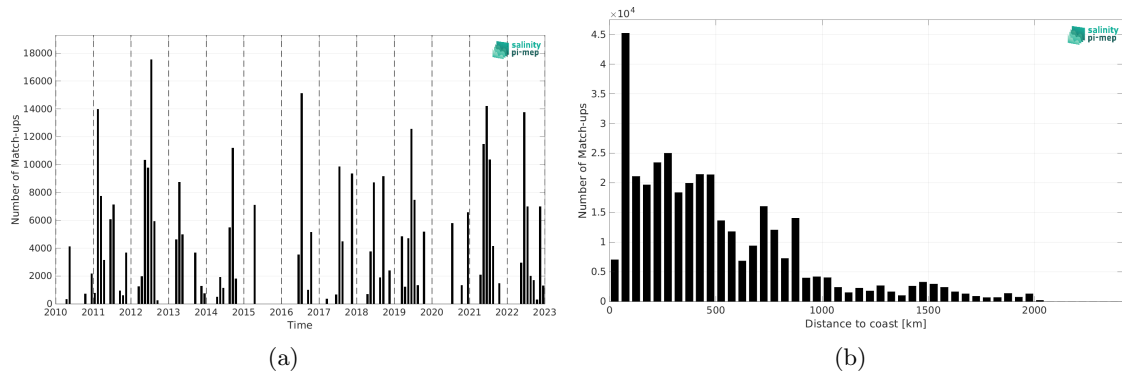 salinity
pi-mep
Number of Match-ups
18000
16000
14000
12000
10000
8000
6000
4000
2000
0
2010 2011 2012 2013 2014 2015 2016 2017 2018 2019 2020 2021 2022 2023
Time
(a)
×10⁴
salinity
pi-mep
Number of Match-ups
4.5
4
3.5
3
2.5
2
1.5
1
0.5
0
0 500 1000 1500 2000
Distance to coast [km]
(b)